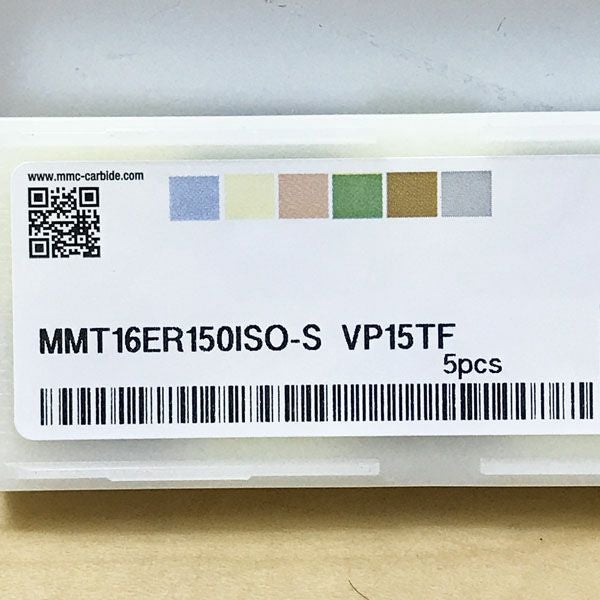 www.mmc-carbide.com
MMT16ER150ISO-S VP15TF
5pcs